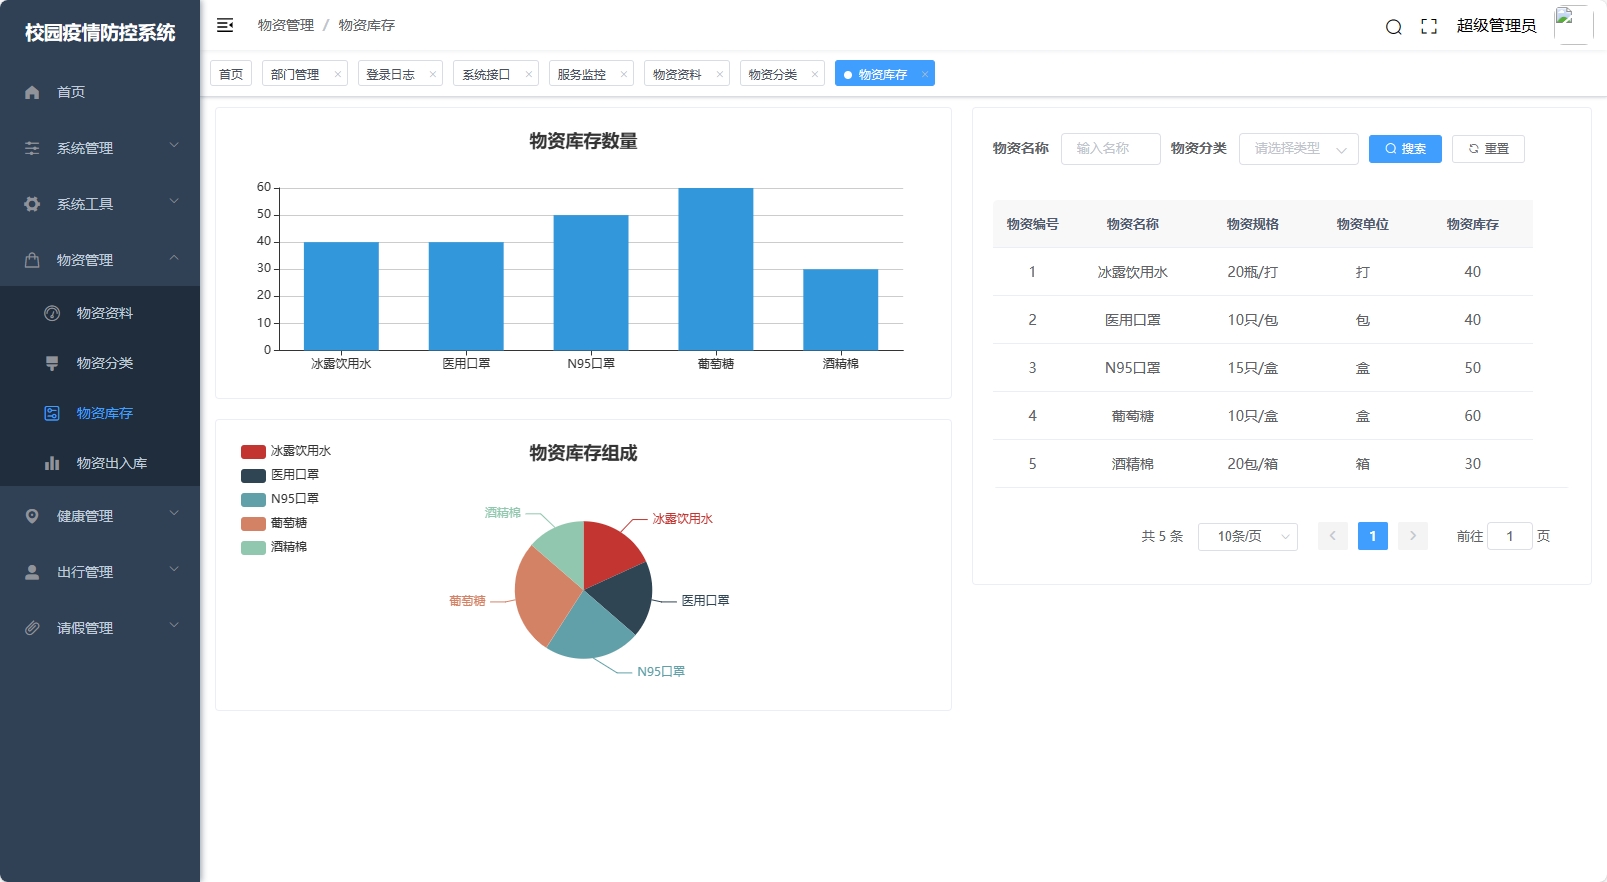 校园疫情防控系统
首页
系统管理
系统工具
物资管理
物资资料
物资分类
物资库存
物资出入库
健康管理
出行管理
请假管理
物资管理 / 物资库存
超级管理员
首页 部门管理 × 登录日志 × 系统接口 × 服务监控 × 物资资料 × 物资分类 × 物资库存 ×
物资库存数量
60
50
40
30
20
10
0
冰露饮用水 医用口罩 N95口罩 葡萄糖 酒精棉
物资库存组成
冰露饮用水
医用口罩
N95口罩
葡萄糖
酒精棉
酒精棉 冰露饮用水
葡萄糖 医用口罩
N95口罩
物资名称 输入名称 物资分类 请选择类型 搜索 重置
物资编号 物资名称 物资规格 物资单位 物资库存
1 冰露饮用水 20瓶/打 打 40
2 医用口罩 10只/包 包 40
3 N95口罩 15只/盒 盒 50
4 葡萄糖 10只/盒 盒 60
5 酒精棉 20包/箱 箱 30
共 5 条 10条/页 < 1 > 前往 1 页